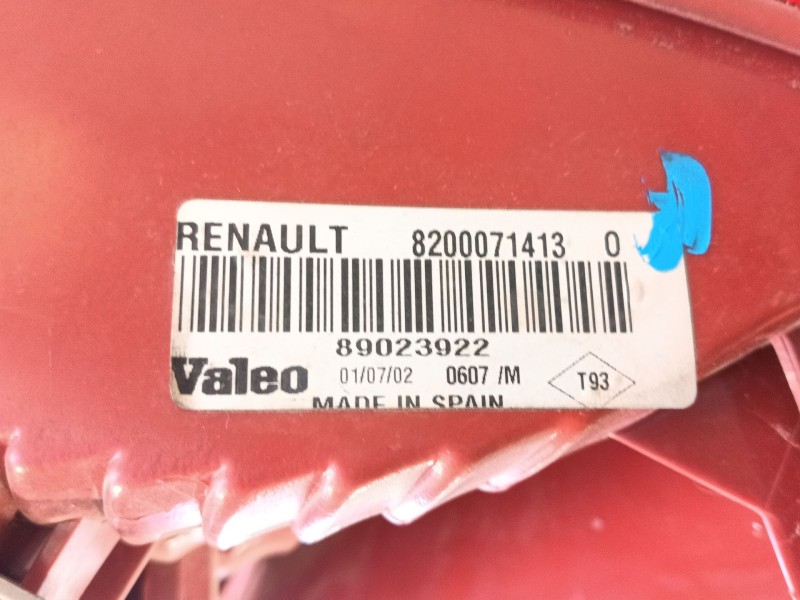 RENAULT 8200071413 0
89023922
Valeo 01/07/02 0607 /M T93
MADE IN SPAIN